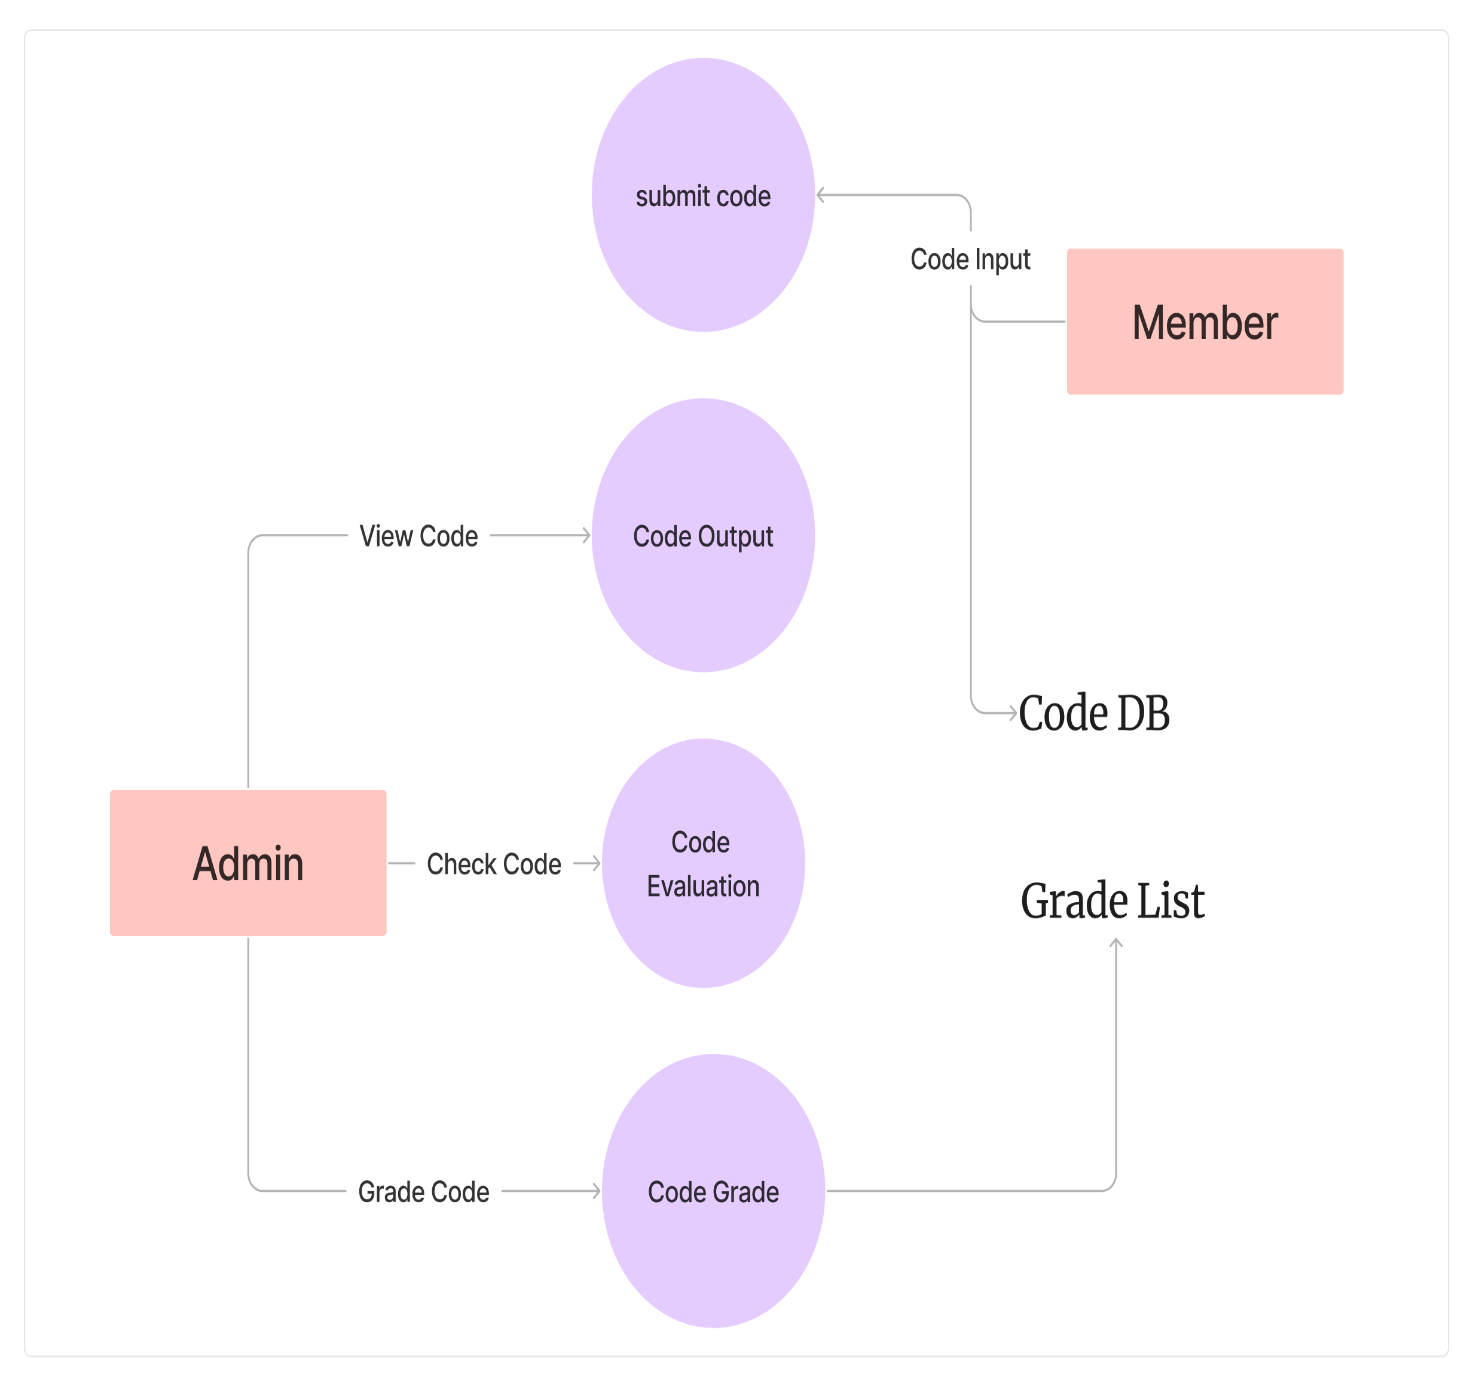 submit code
Code Input
Member
View Code
Code Output
Code DB
Admin
Check Code
Code
Evaluation
Grade List
Grade Code
Code Grade